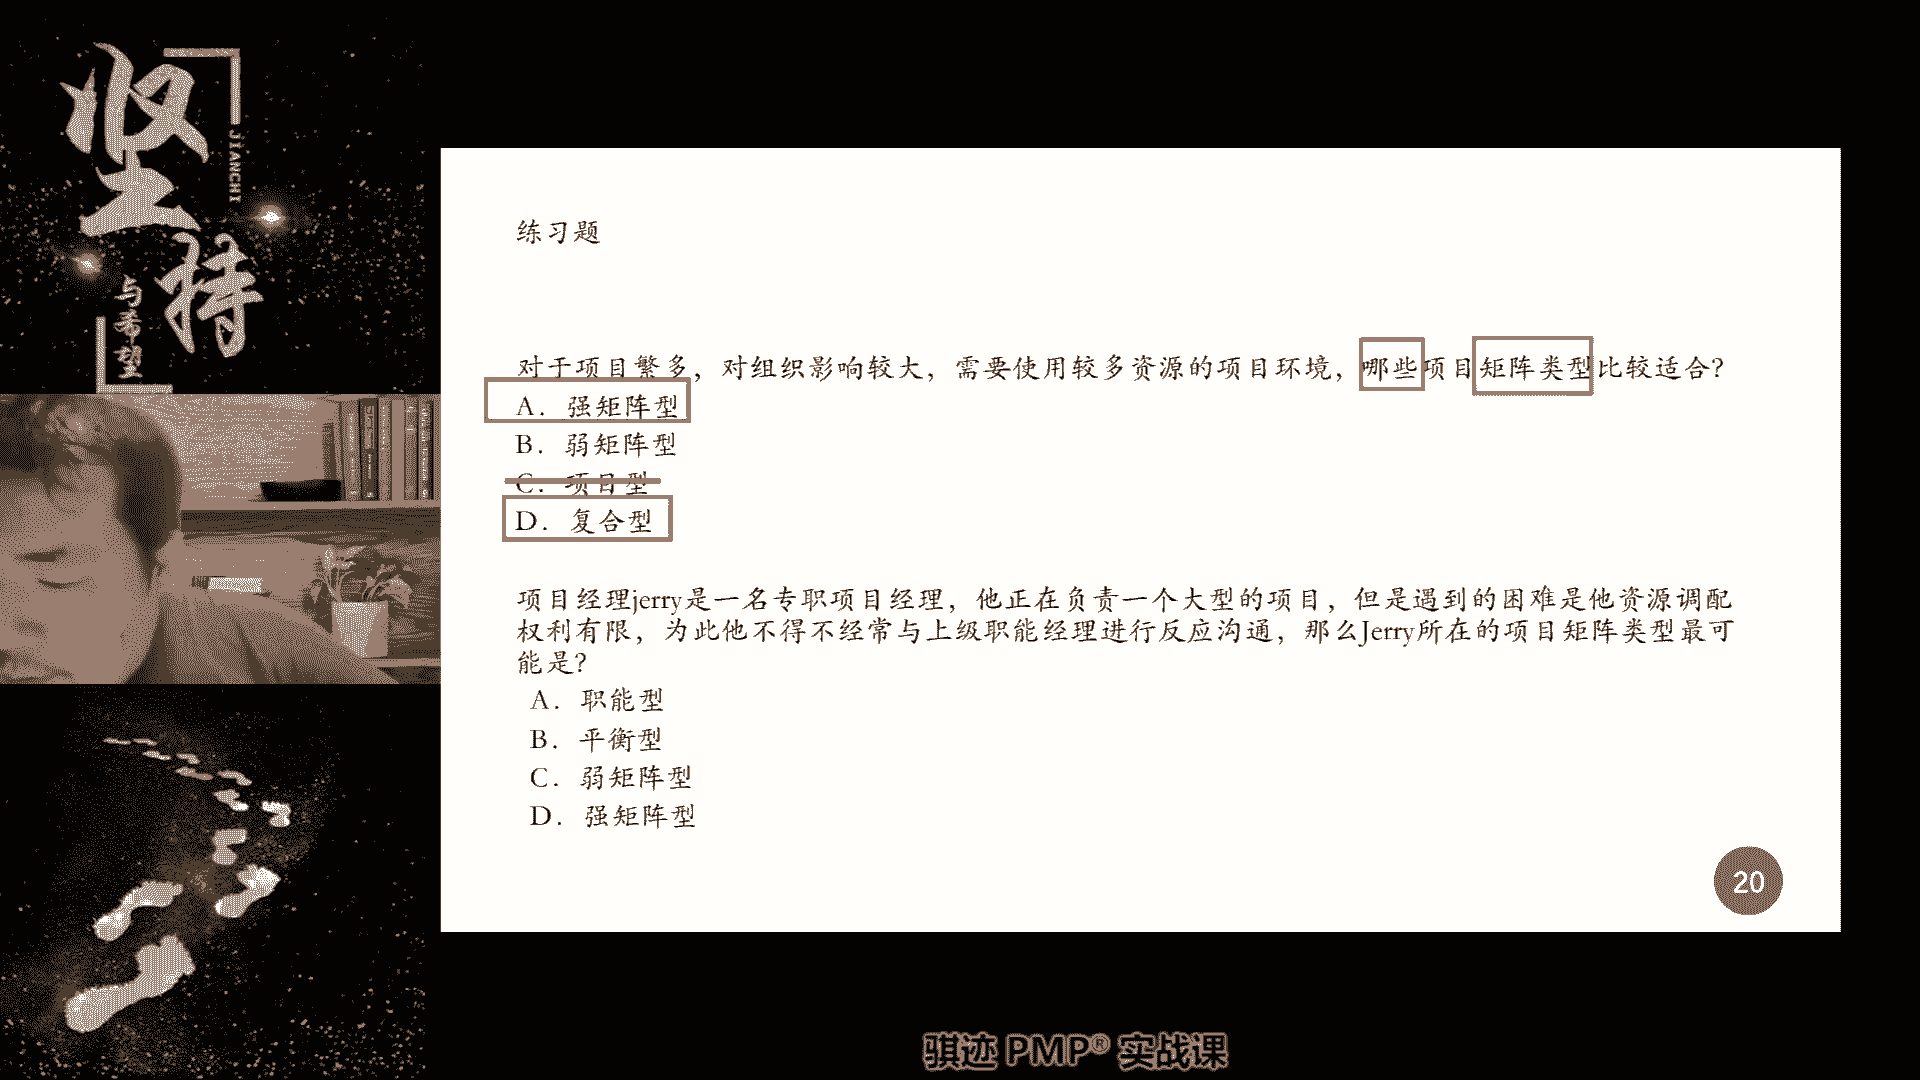 坚持
JIANCHI
与希望
练习题
对于项目繁多，对组织影响较大，需要使用较多资源的项目环境，哪些项目矩阵类型比较适合？
A. 强矩阵型
B. 弱矩阵型
C. 项目型
D. 复合型
项目经理jerry是一名专职项目经理，他正在负责一个大型的项目，但是遇到的困难是他资源调配
权利有限，为此他不得不经常与上级职能经理进行反应沟通，那么Jerry所在的项目矩阵类型最可
能是？
A. 职能型
B. 平衡型
C. 弱矩阵型
D. 强矩阵型
20
骐迹 PMP® 实战课